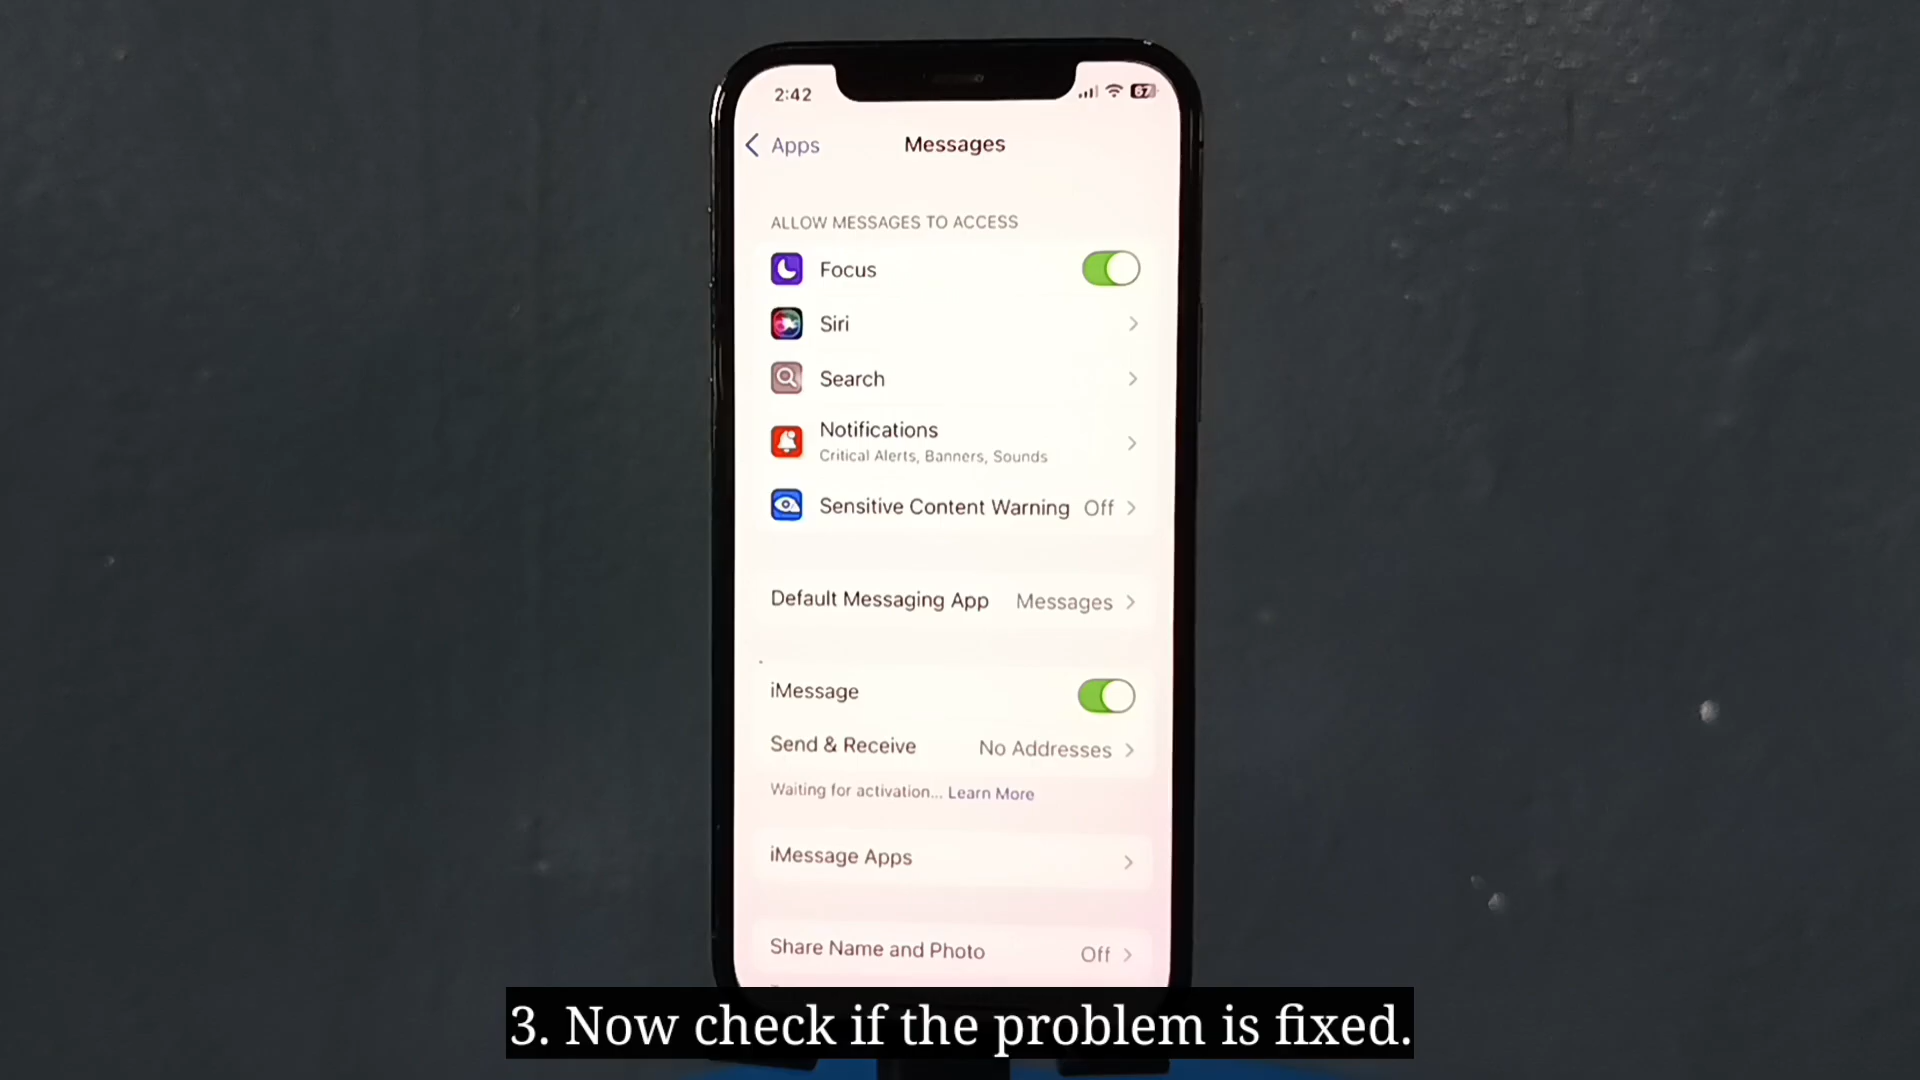 2:42
67
Apps
Messages
ALLOW MESSAGES TO ACCESS
Focus
Siri
Search
Notifications
Critical Alerts, Banners, Sounds
Sensitive Content Warning Off
Default Messaging App Messages
iMessage
Send & Receive No Addresses
Waiting for activation... Learn More
iMessage Apps
Share Name and Photo Off
3. Now check if the problem is fixed.